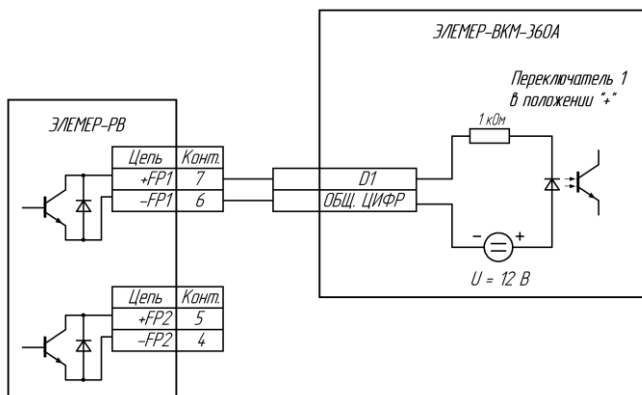 ЭЛЕМЕР-ВКМ-360А
Переключатель 1
в положении "+"
1 кОм
ЭЛЕМЕР-РВ
Цепь Конт.
+FP1 7
-FP1 6
D1
ОБЩ. ЦИФР
- +
U = 12 В
Цепь Конт.
+FP2 5
-FP2 4